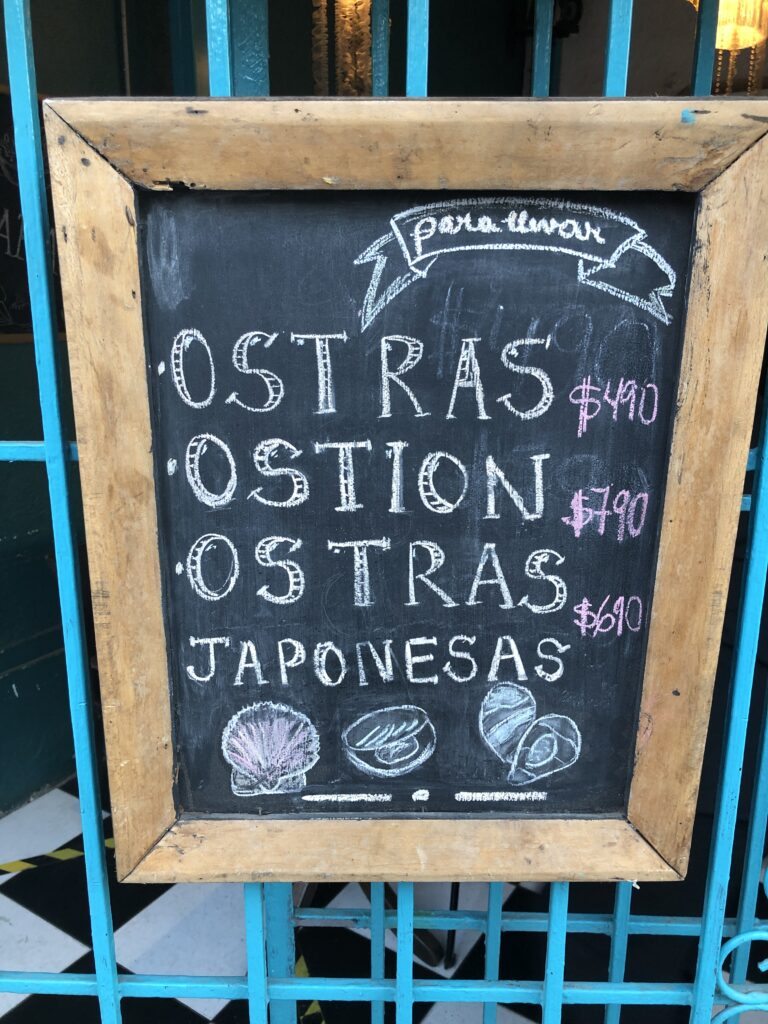 para llevar
OSTRAS $490
OSTION $790
OSTRAS $690
JAPONESAS